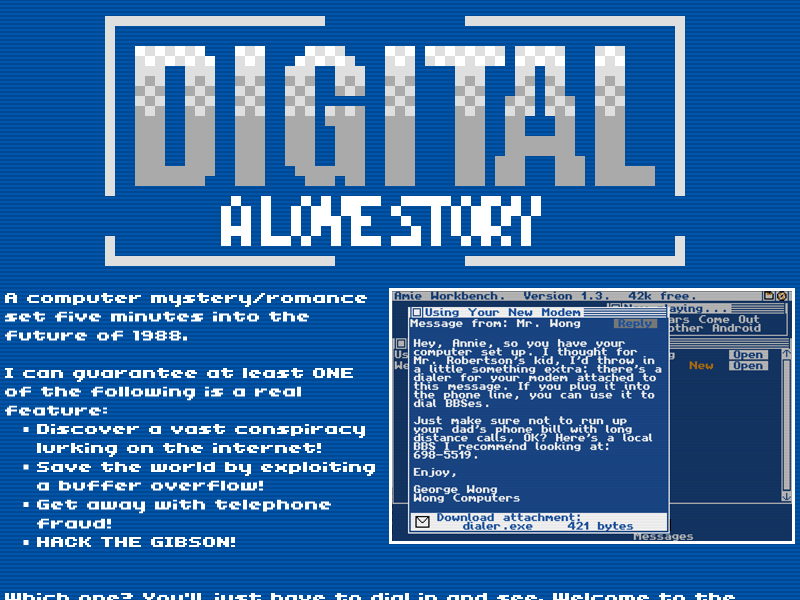 DIGITAL
A LOVE STORY
A computer mystery/romance
set five minutes into the
future of 1988.
I can guarantee at least ONE
of the following is a real
feature:
• Discover a vast conspiracy
lurking on the internet!
• Save the world by exploiting
a buffer overflow!
• Get away with telephone
fraud!
• HACK THE GIBSON!
Amie Workbench. Version 1.3. 42k free.
Using Your New Modem
Message from: Mr. Wong Reply
Hey, Annie, so you have your
computer set up. I thought for
Mr. Robertson's kid, I'd throw in
a little something extra: there's a
dialer for your modem attached to
this message. If you plug it into
the phone line, you can use it to
dial BBSes.
Just make sure not to run up
your dad's phone bill with long
distance calls, OK? Here's a local
BBS I recommend looking at:
698-5519.
Enjoy,
George Wong
Wong Computers
Download attachment:
dialer.exe 421 bytes
aying...
ars Come Out
other Android
Open
New Open
Messages
Which one? You'll just have to dial in and see. Welcome to the